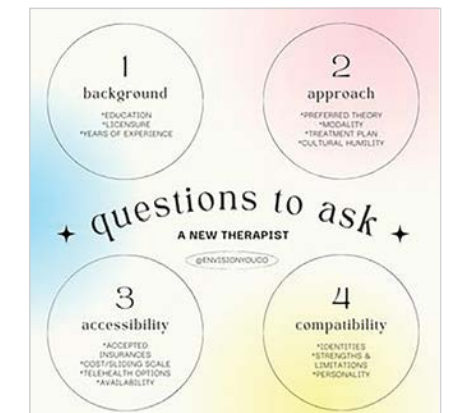 1
background
*EDUCATION
*LICENSURE
*YEARS OF EXPERIENCE
2
approach
*PREFERRED THEORY
*MODALITY
*TREATMENT PLAN
*CULTURAL HUMILITY
questions to ask
A NEW THERAPIST
@ENVISIONYOUCO
3
accessibility
*ACCEPTED
INSURANCES
*COST/SLIDING SCALE
*TELEHEALTH OPTIONS
*AVAILABILITY
4
compatibility
*IDENTITIES
*STRENGTHS &
LIMITATIONS
*PERSONALITY